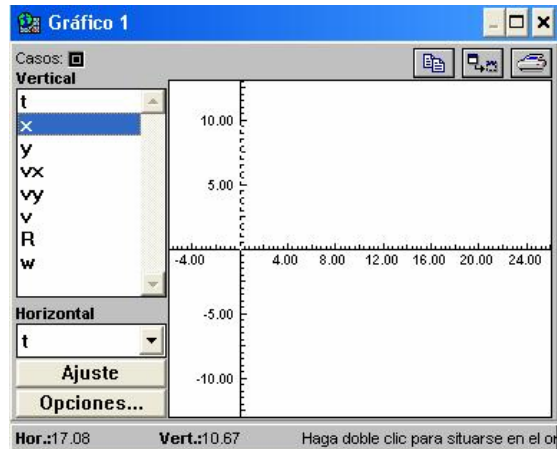 Gráfico 1
Casos:
Vertical
t
x
y
vx
vy
v
R
w
Horizontal
t
Ajuste
Opciones...
10.00
5.00
-4.00 4.00 8.00 12.00 16.00 20.00 24.00
-5.00
-10.00
Hor.:17.08 Vert.:10.67 Haga doble clic para situarse en el or